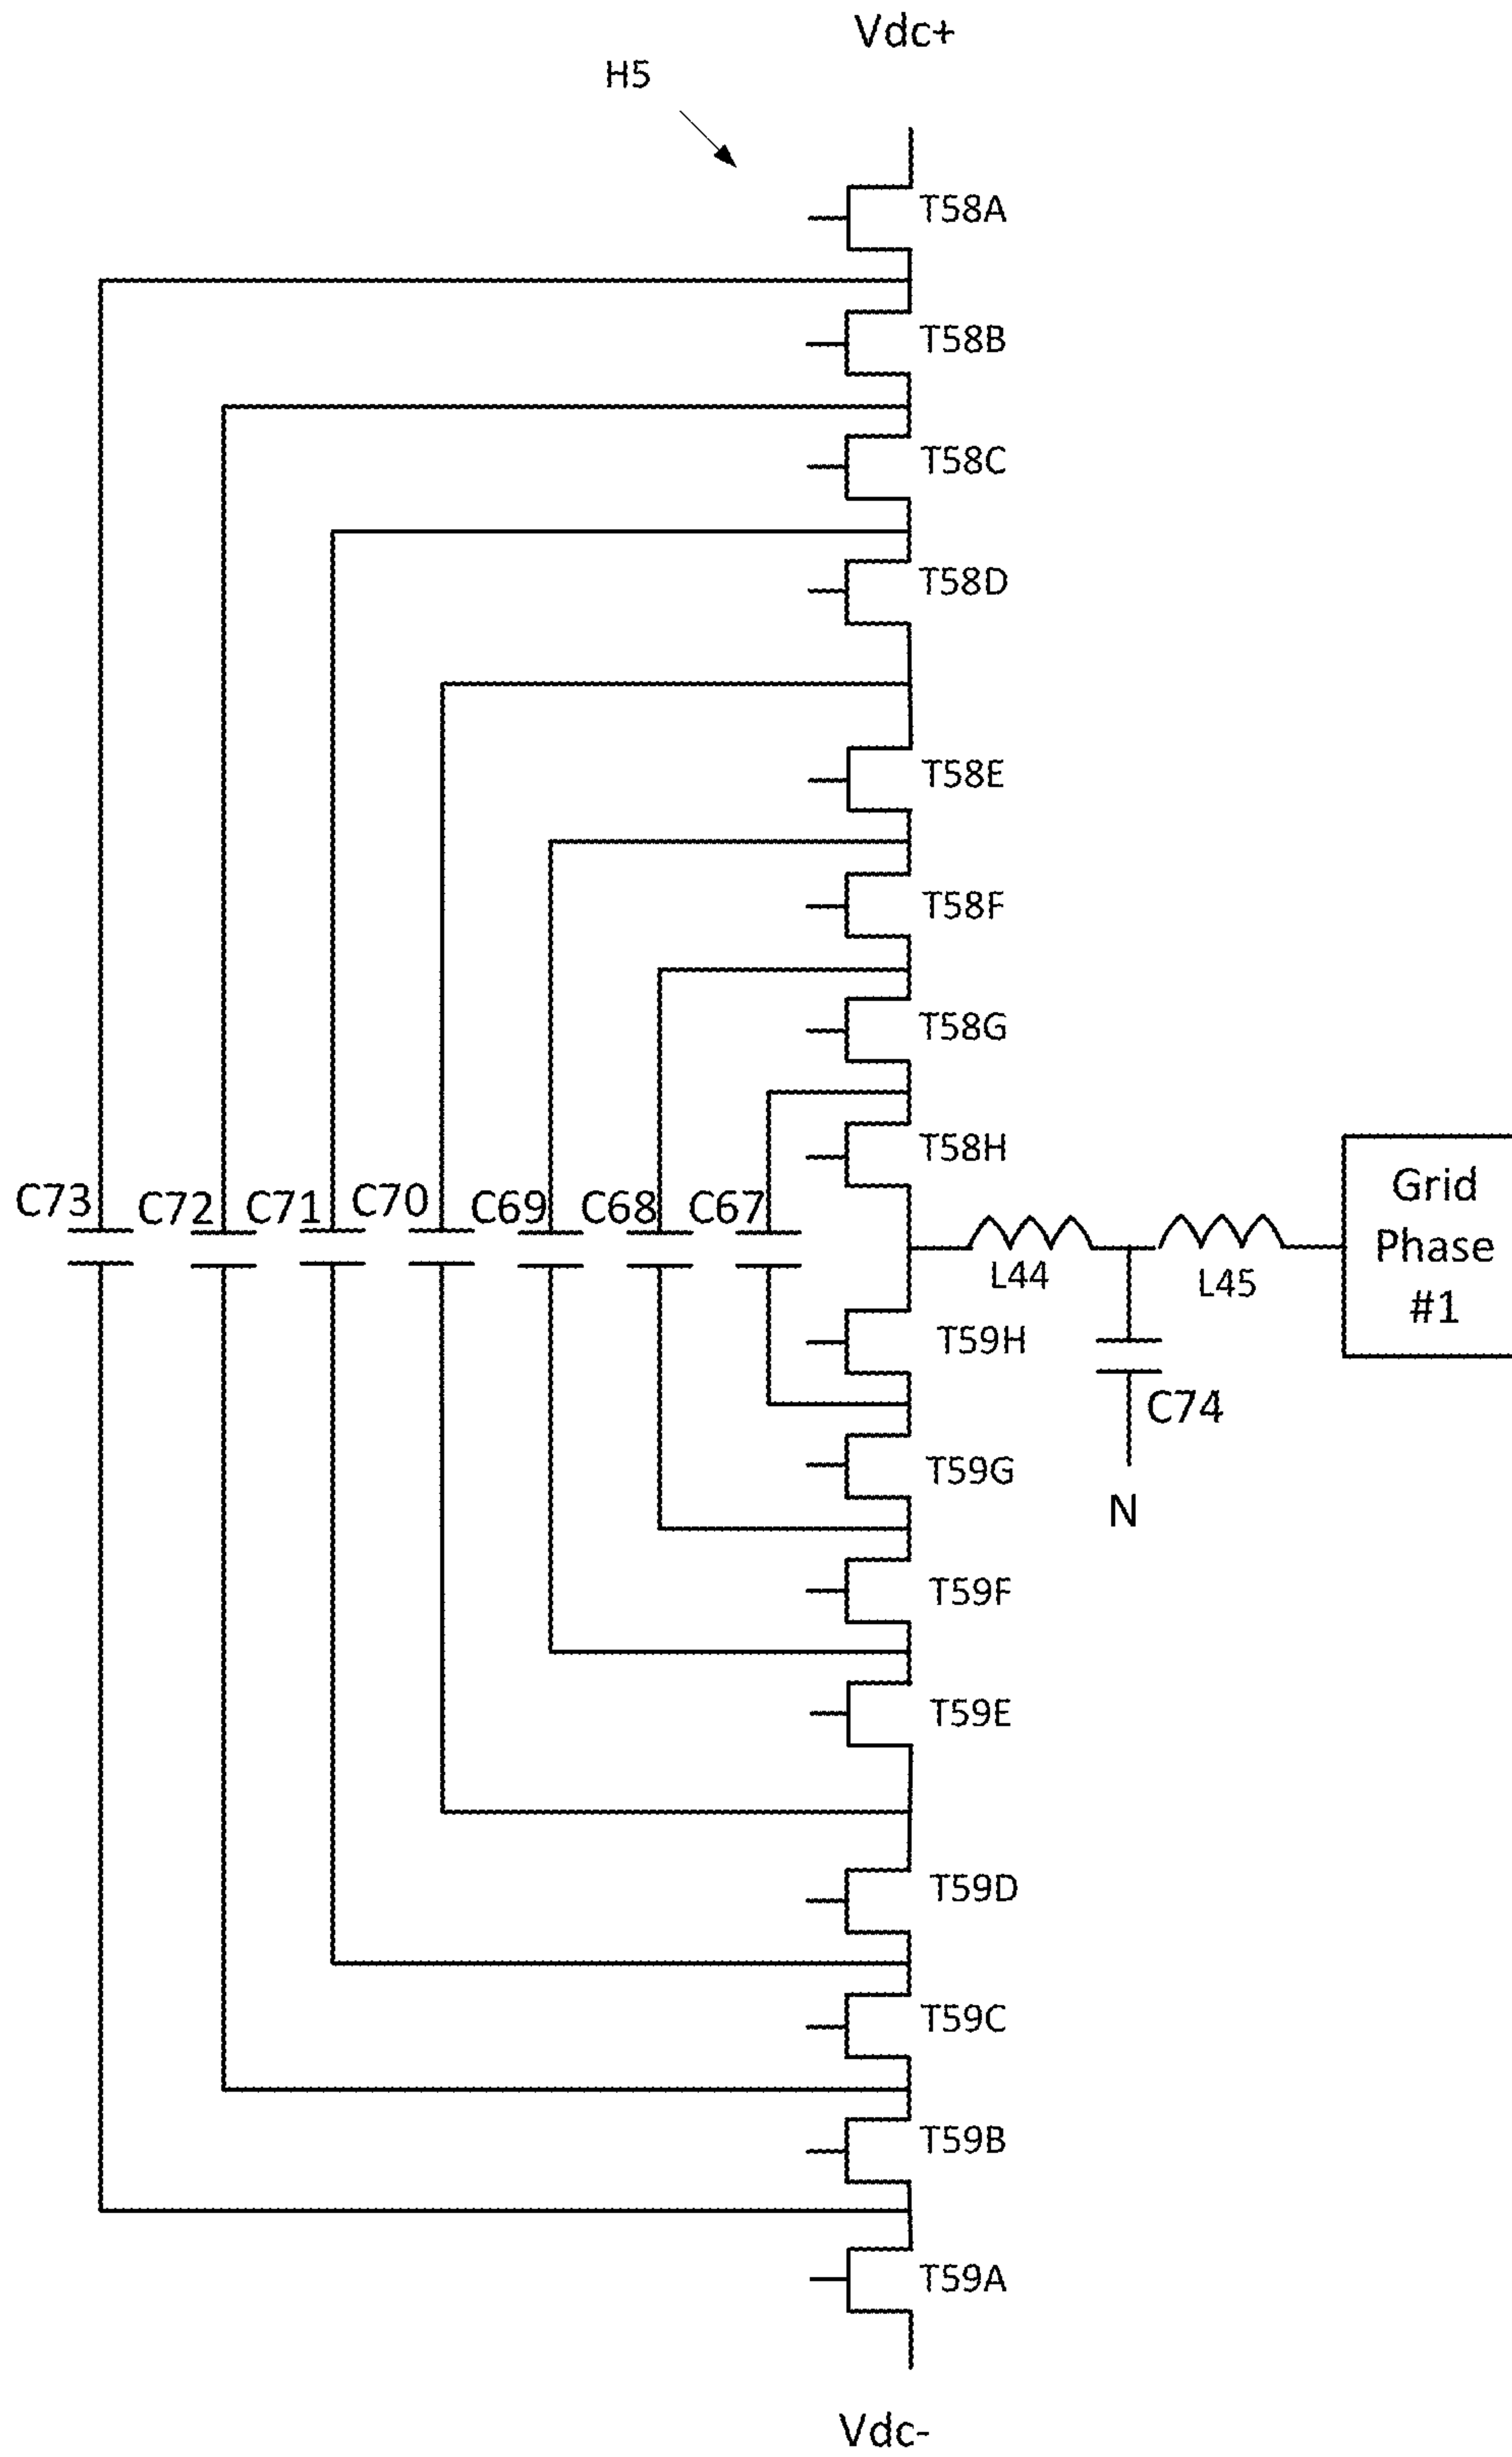 Vdc+
H5
T58A
T58B
T58C
T58D
T58E
T58F
T58G
T58H
C73
C72
C71
C70
C69
C68
C67
Grid
Phase
#1
L44
L45
T59H
C74
T59G
N
T59F
T59E
T59D
T59C
T59B
T59A
Vdc-